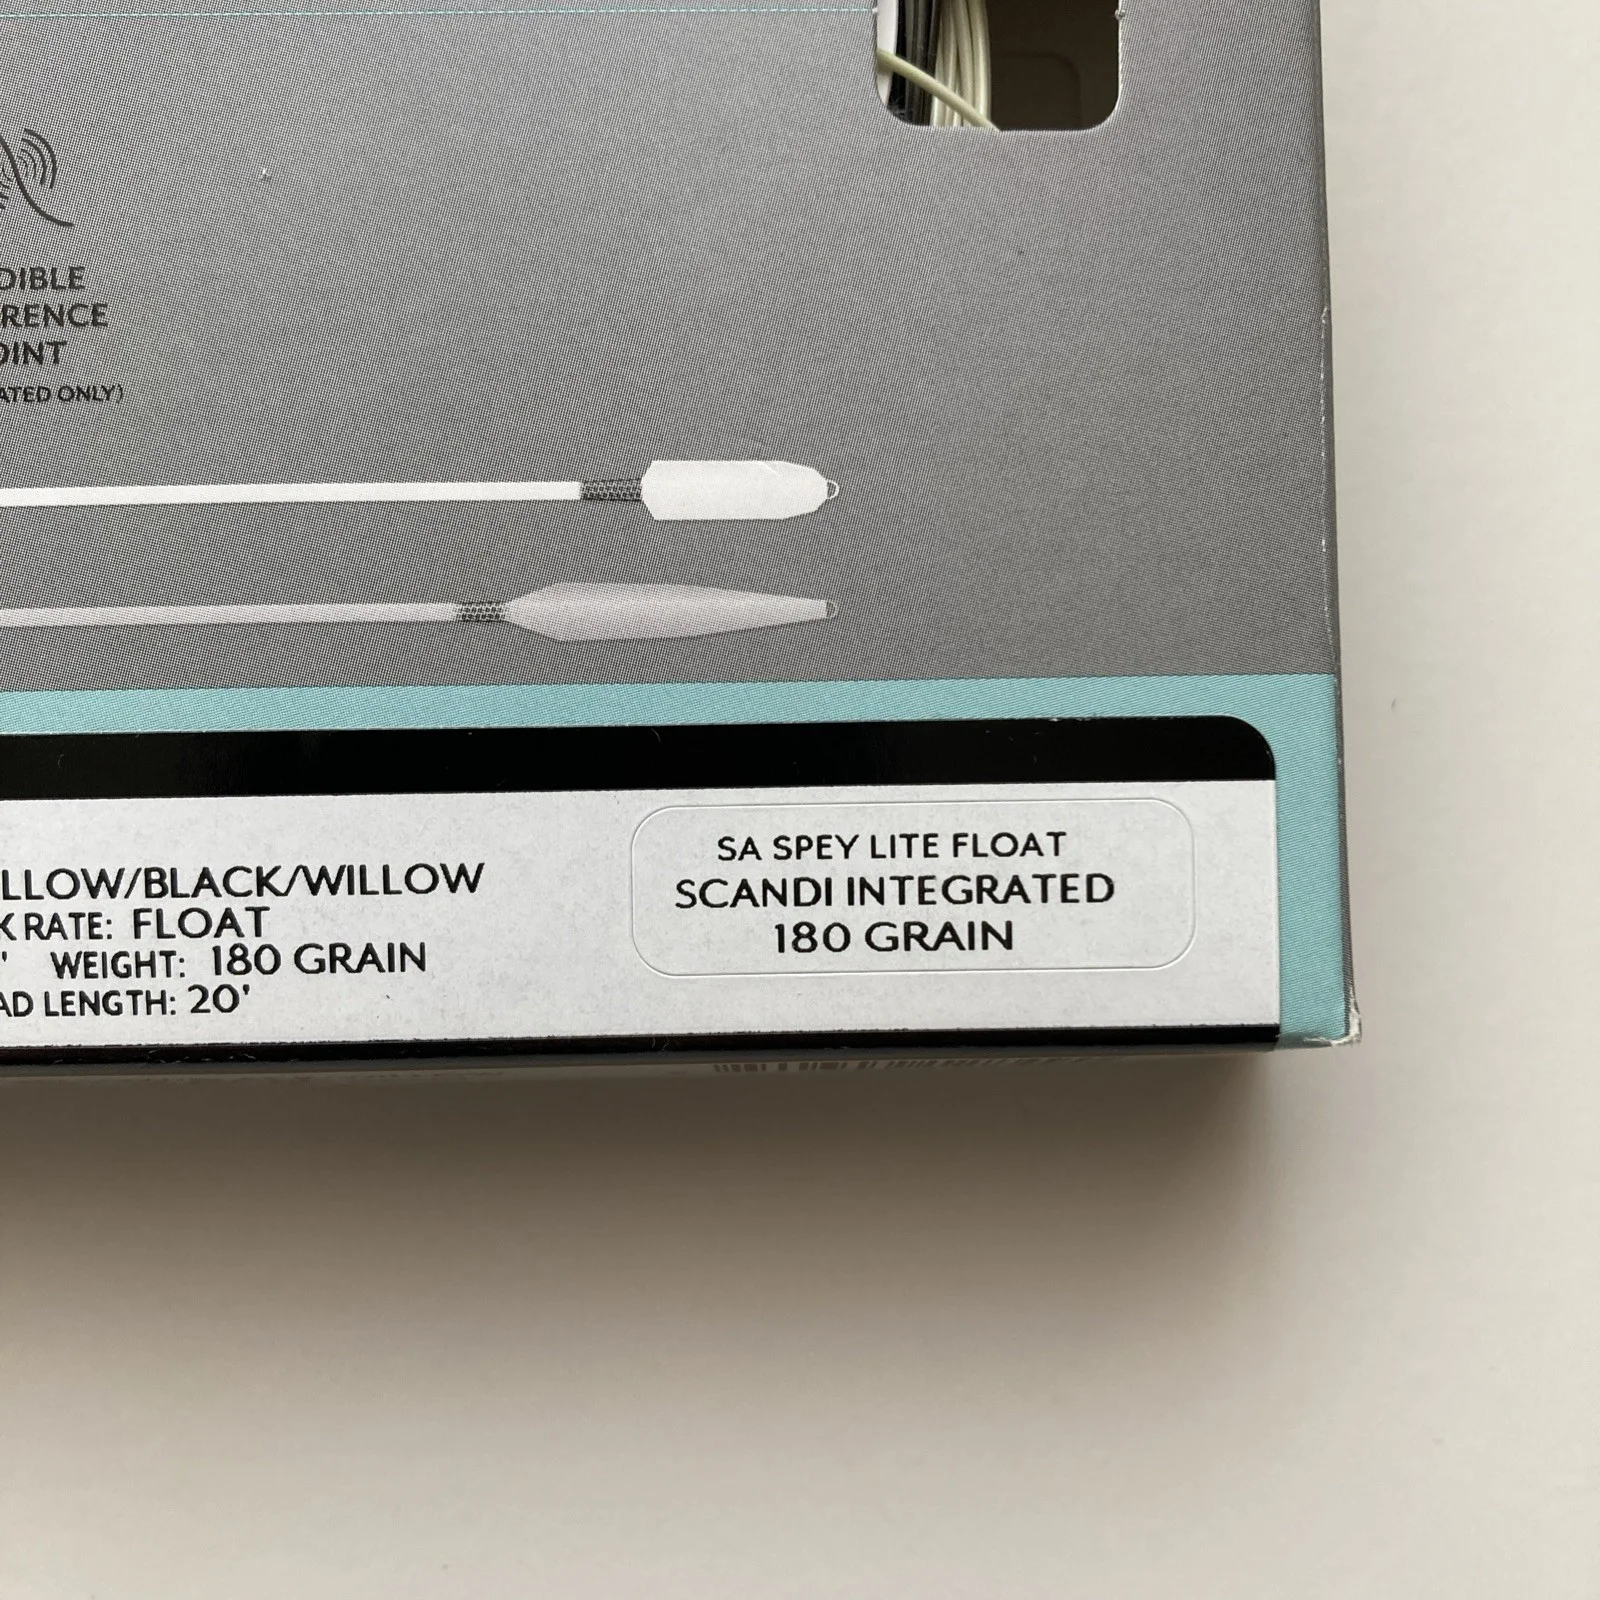 DIBLE
RENCE
OINT
ATED ONLY)
LLOW/BLACK/WILLOW
K RATE: FLOAT
' WEIGHT: 180 GRAIN
AD LENGTH: 20'
SA SPEY LITE FLOAT
SCANDI INTEGRATED
180 GRAIN